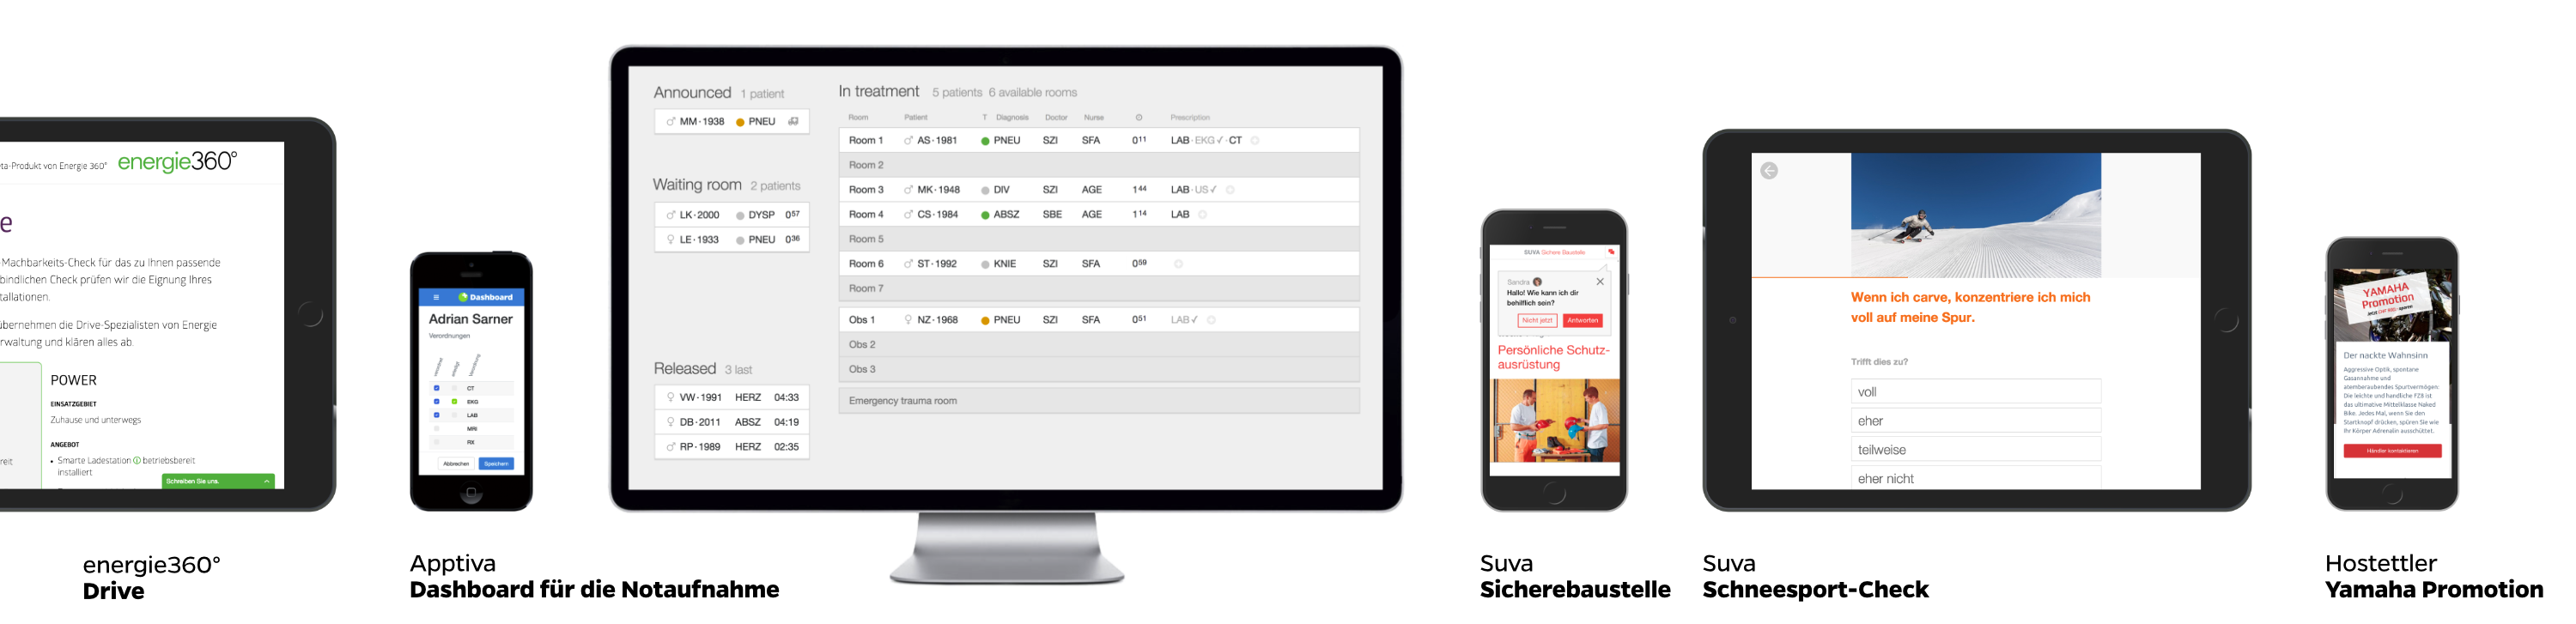 ta-Produkt von Energie 360° energie360°
e
-Machbarkeits-Check für das zu Ihnen passende
bindlichen Check prüfen wir die Eignung Ihres
tallationen.
übernehmen die Drive-Spezialisten von Energie
rwaltung und klären alles ab.
POWER
EINSATZGEBIET
Zuhause und unterwegs
ANGEBOT
reit
• Smarte Ladestation betriebsbereit
installiert
Schreiben Sie uns.
energie360°
Drive
Dashboard
Adrian Sarner
Verordnungen
CT
EKG
LAB
MRI
RX
Abbrechen Speichern
Apptiva
Dashboard für die Notaufnahme
Announced 1 patient
♂ MM · 1938 PNEU
Waiting room 2 patients
♂ LK · 2000 DYSP 0⁵⁷
♀ LE · 1933 PNEU 0³⁶
Released 3 last
♀ VW · 1991 HERZ 04:33
♀ DB · 2011 ABSZ 04:19
♂ RP · 1989 HERZ 02:35
In treatment 5 patients 6 available rooms
Room Patient T Diagnosis Doctor Nurse Prescription
Room 1 ♂ AS · 1981 PNEU SZI SFA 0¹¹ LAB · EKG ✓ · CT
Room 2
Room 3 ♂ MK · 1948 DIV SZI AGE 1⁴⁴ LAB · US ✓
Room 4 ♂ CS · 1984 ABSZ SBE AGE 1¹⁴ LAB
Room 5
Room 6 ♂ ST · 1992 KNIE SZI SFA 0⁵⁹
Room 7
Obs 1 ♀ NZ · 1968 PNEU SZI SFA 0⁵¹ LAB ✓
Obs 2
Obs 3
Emergency trauma room
SUVA Sichere Baustelle
Sandra
Hallo! Wie kann ich dir
behilflich sein?
Nicht jetzt Antworten
Persönliche Schutz-
ausrüstung
Suva
Sicherebaustelle
Wenn ich carve, konzentriere ich mich
voll auf meine Spur.
Trifft dies zu?
voll
eher
teilweise
eher nicht
Suva
Schneesport-Check
YAMAHA
Promotion
Der nackte Wahnsinn
Aggressive Optik, spontane
Gasannahme und
atemberaubendes Spurtvermögen:
Die leichte und handliche FZ8 ist
das ultimative Mittelklasse Naked
Bike. Jedes Mal, wenn Sie den
Startknopf drücken, spüren Sie wie
Ihr Körper Adrenalin ausschüttet.
Händler kontaktieren
Hostettler
Yamaha Promotion